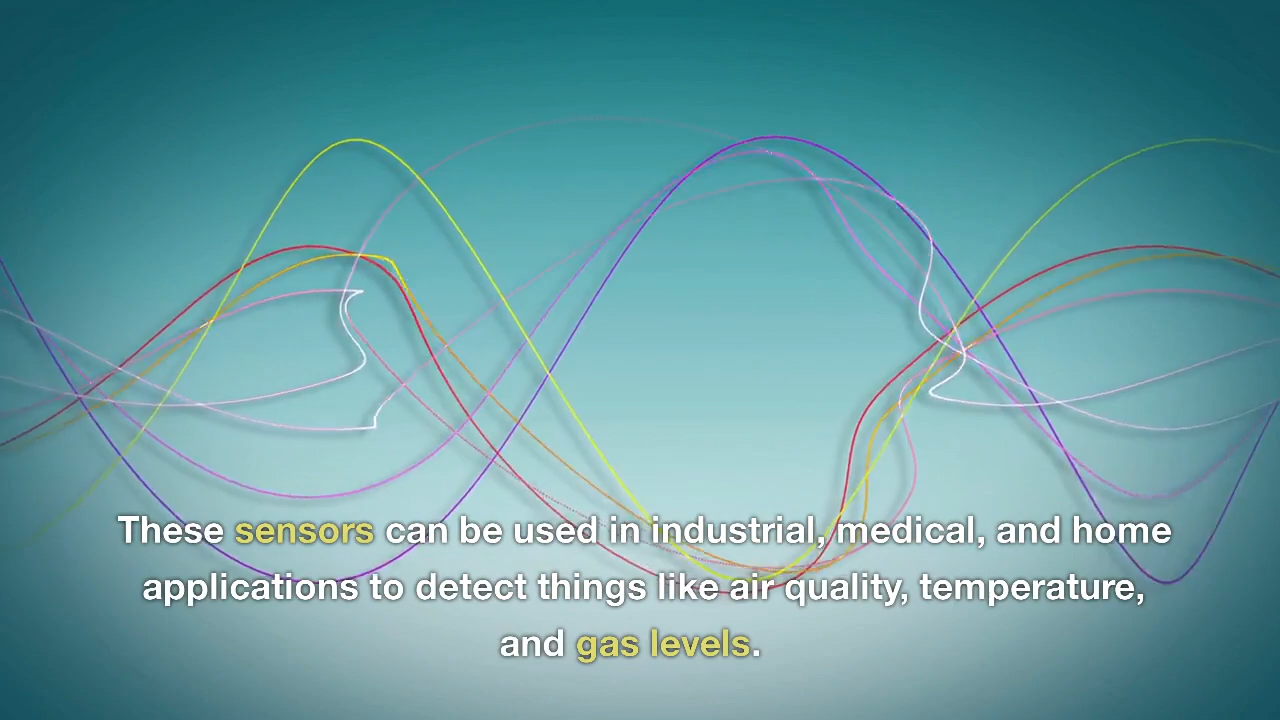 These sensors can be used in industrial, medical, and home
applications to detect things like air quality, temperature,
and gas levels.